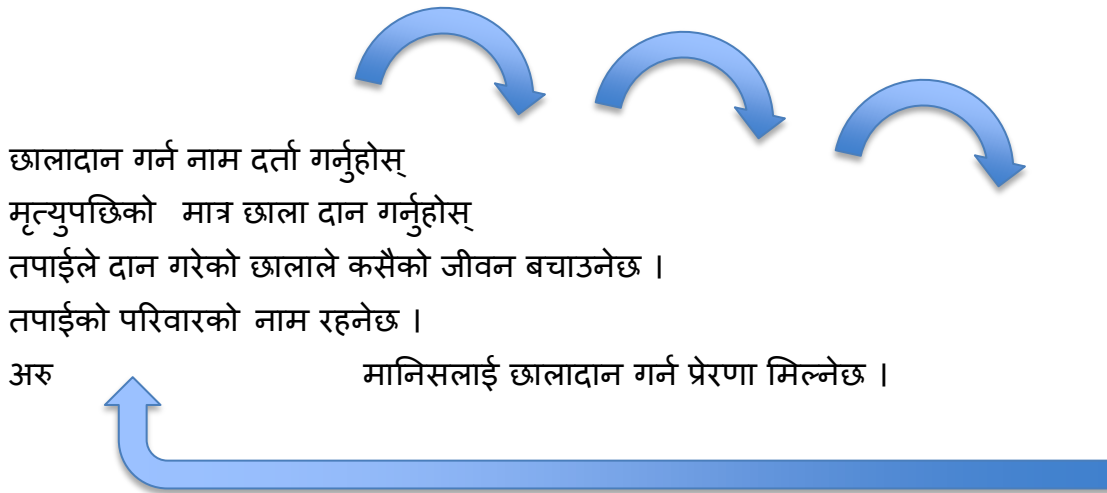 छालादान गर्न नाम दर्ता गर्नुहोस्
मृत्युपछिको मात्र छाला दान गर्नुहोस्
तपाईले दान गरेको छालाले कसैको जीवन बचाउनेछ ।
तपाईको परिवारको नाम रहनेछ ।
अरु मानिसलाई छालादान गर्न प्रेरणा मिल्नेछ ।